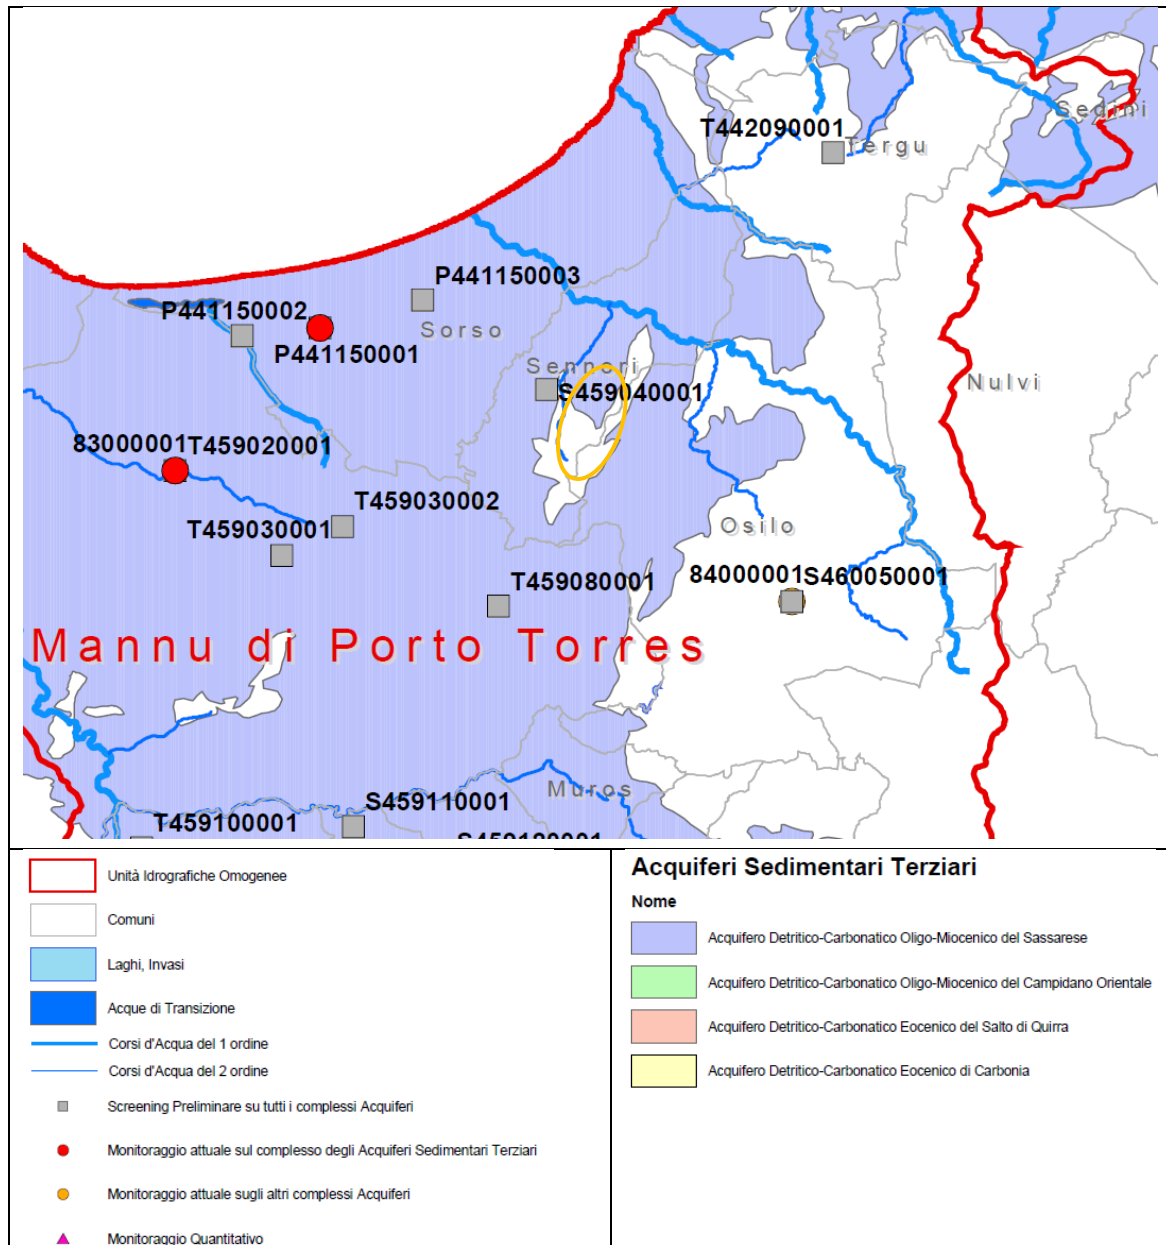 T442090001
Tergu
Sedini
P441150003
P441150002
Sorso
P441150001
Sennori
S459040001
Nulvi
83000001
T459020001
T459030002
T459030001
Osilo
T459080001
84000001
S460050001
Mannu di Porto Torres
Muros
S459110001
T459100001
Unità Idrografiche Omogenee
Comuni
Laghi, Invasi
Acque di Transizione
Corsi d'Acqua del 1 ordine
Corsi d'Acqua del 2 ordine
Screening Preliminare su tutti i complessi Acquiferi
Monitoraggio attuale sul complesso degli Acquiferi Sedimentari Terziari
Monitoraggio attuale sugli altri complessi Acquiferi
Monitoraggio Quantitativo
Acquiferi Sedimentari Terziari
Nome
Acquifero Detritico-Carbonatico Oligo-Miocenico del Sassarese
Acquifero Detritico-Carbonatico Oligo-Miocenico del Campidano Orientale
Acquifero Detritico-Carbonatico Eocenico del Salto di Quirra
Acquifero Detritico-Carbonatico Eocenico di Carbonia